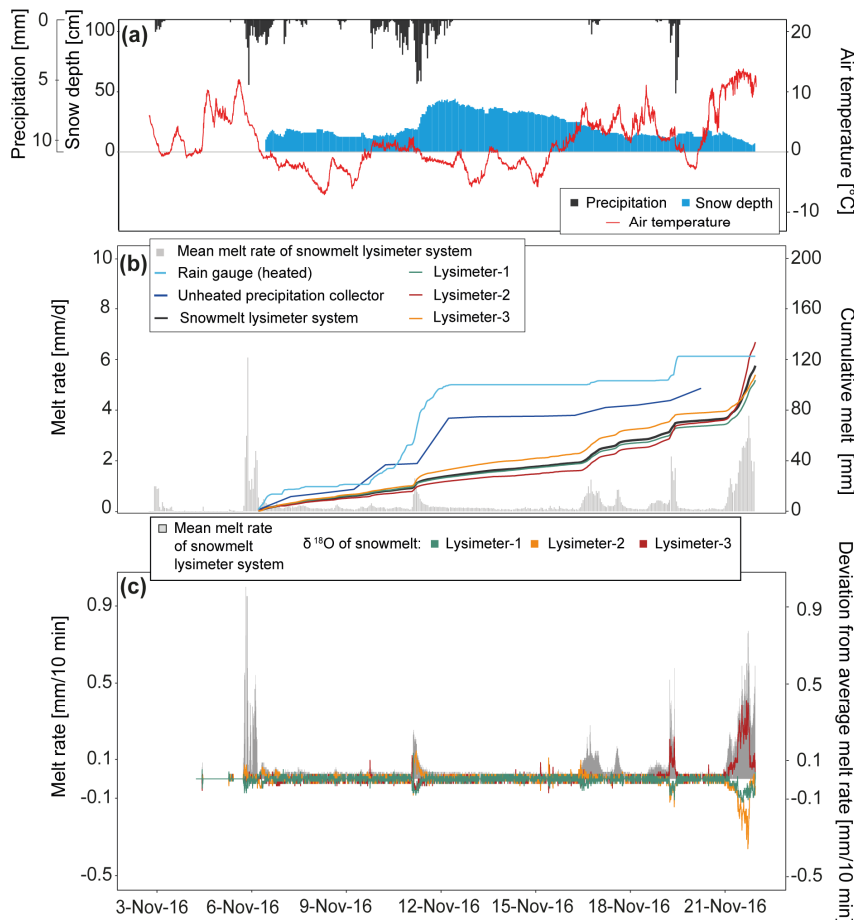 (a)
Precipitation [mm]
0
5
10
Snow depth [cm]
100
50
0
20
10
0
-10
Air temperature [°C]
Precipitation
Snow depth
Air temperature
(b)
Mean melt rate of snowmelt lysimeter system
Rain gauge (heated)
Unheated precipitation collector
Snowmelt lysimeter system
Lysimeter-1
Lysimeter-2
Lysimeter-3
Melt rate [mm/d]
10
8
6
4
2
0
200
160
120
80
40
0
Cumulative melt [mm]
Mean melt rate
of snowmelt
lysimeter system
δ 18O of snowmelt:
Lysimeter-1
Lysimeter-2
Lysimeter-3
(c)
Melt rate [mm/10 min]
0.9
0.5
0.1
-0.1
-0.5
0.9
0.5
0.1
-0.1
-0.5
Deviation from average melt rate [mm/10 min]
3-Nov-16
6-Nov-16
9-Nov-16
12-Nov-16
15-Nov-16
18-Nov-16
21-Nov-16